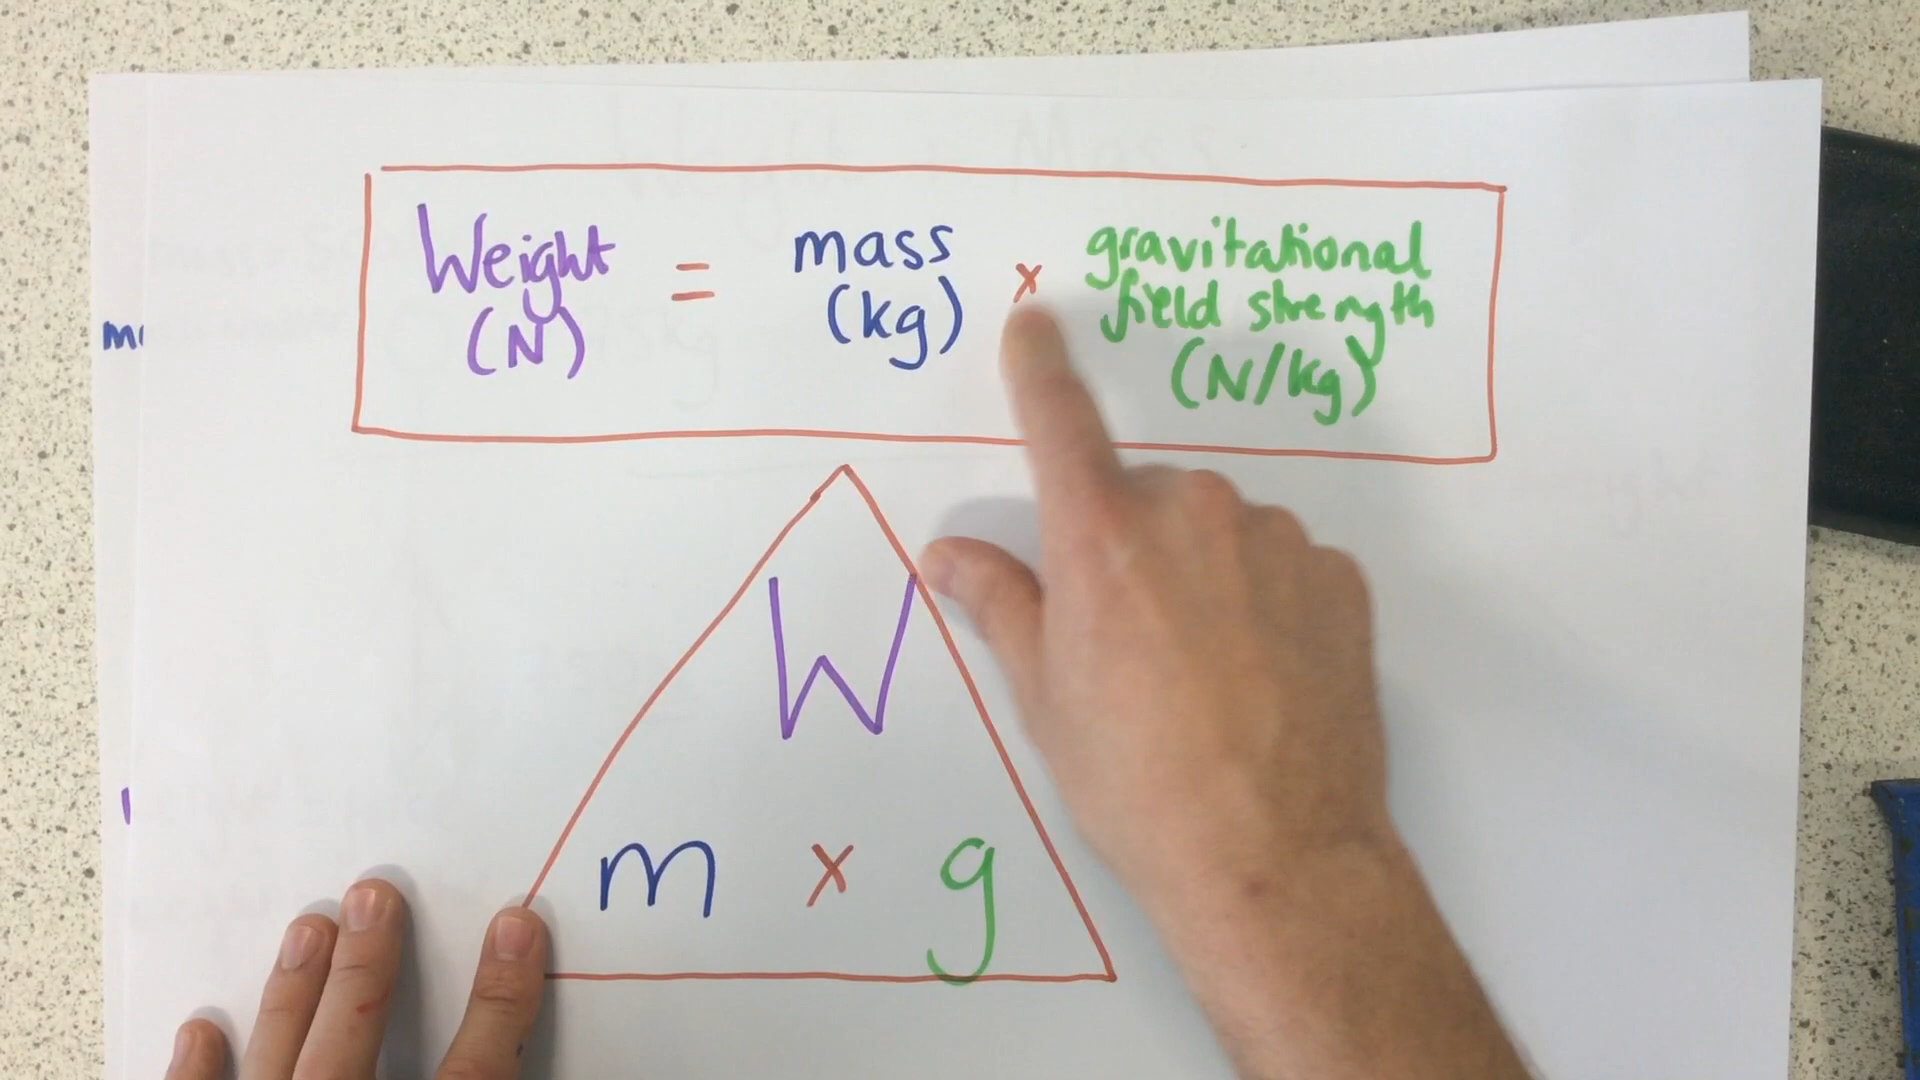 Weight = mass x gravitational
field strength
(N) (kg) (N/kg)
W
m x g